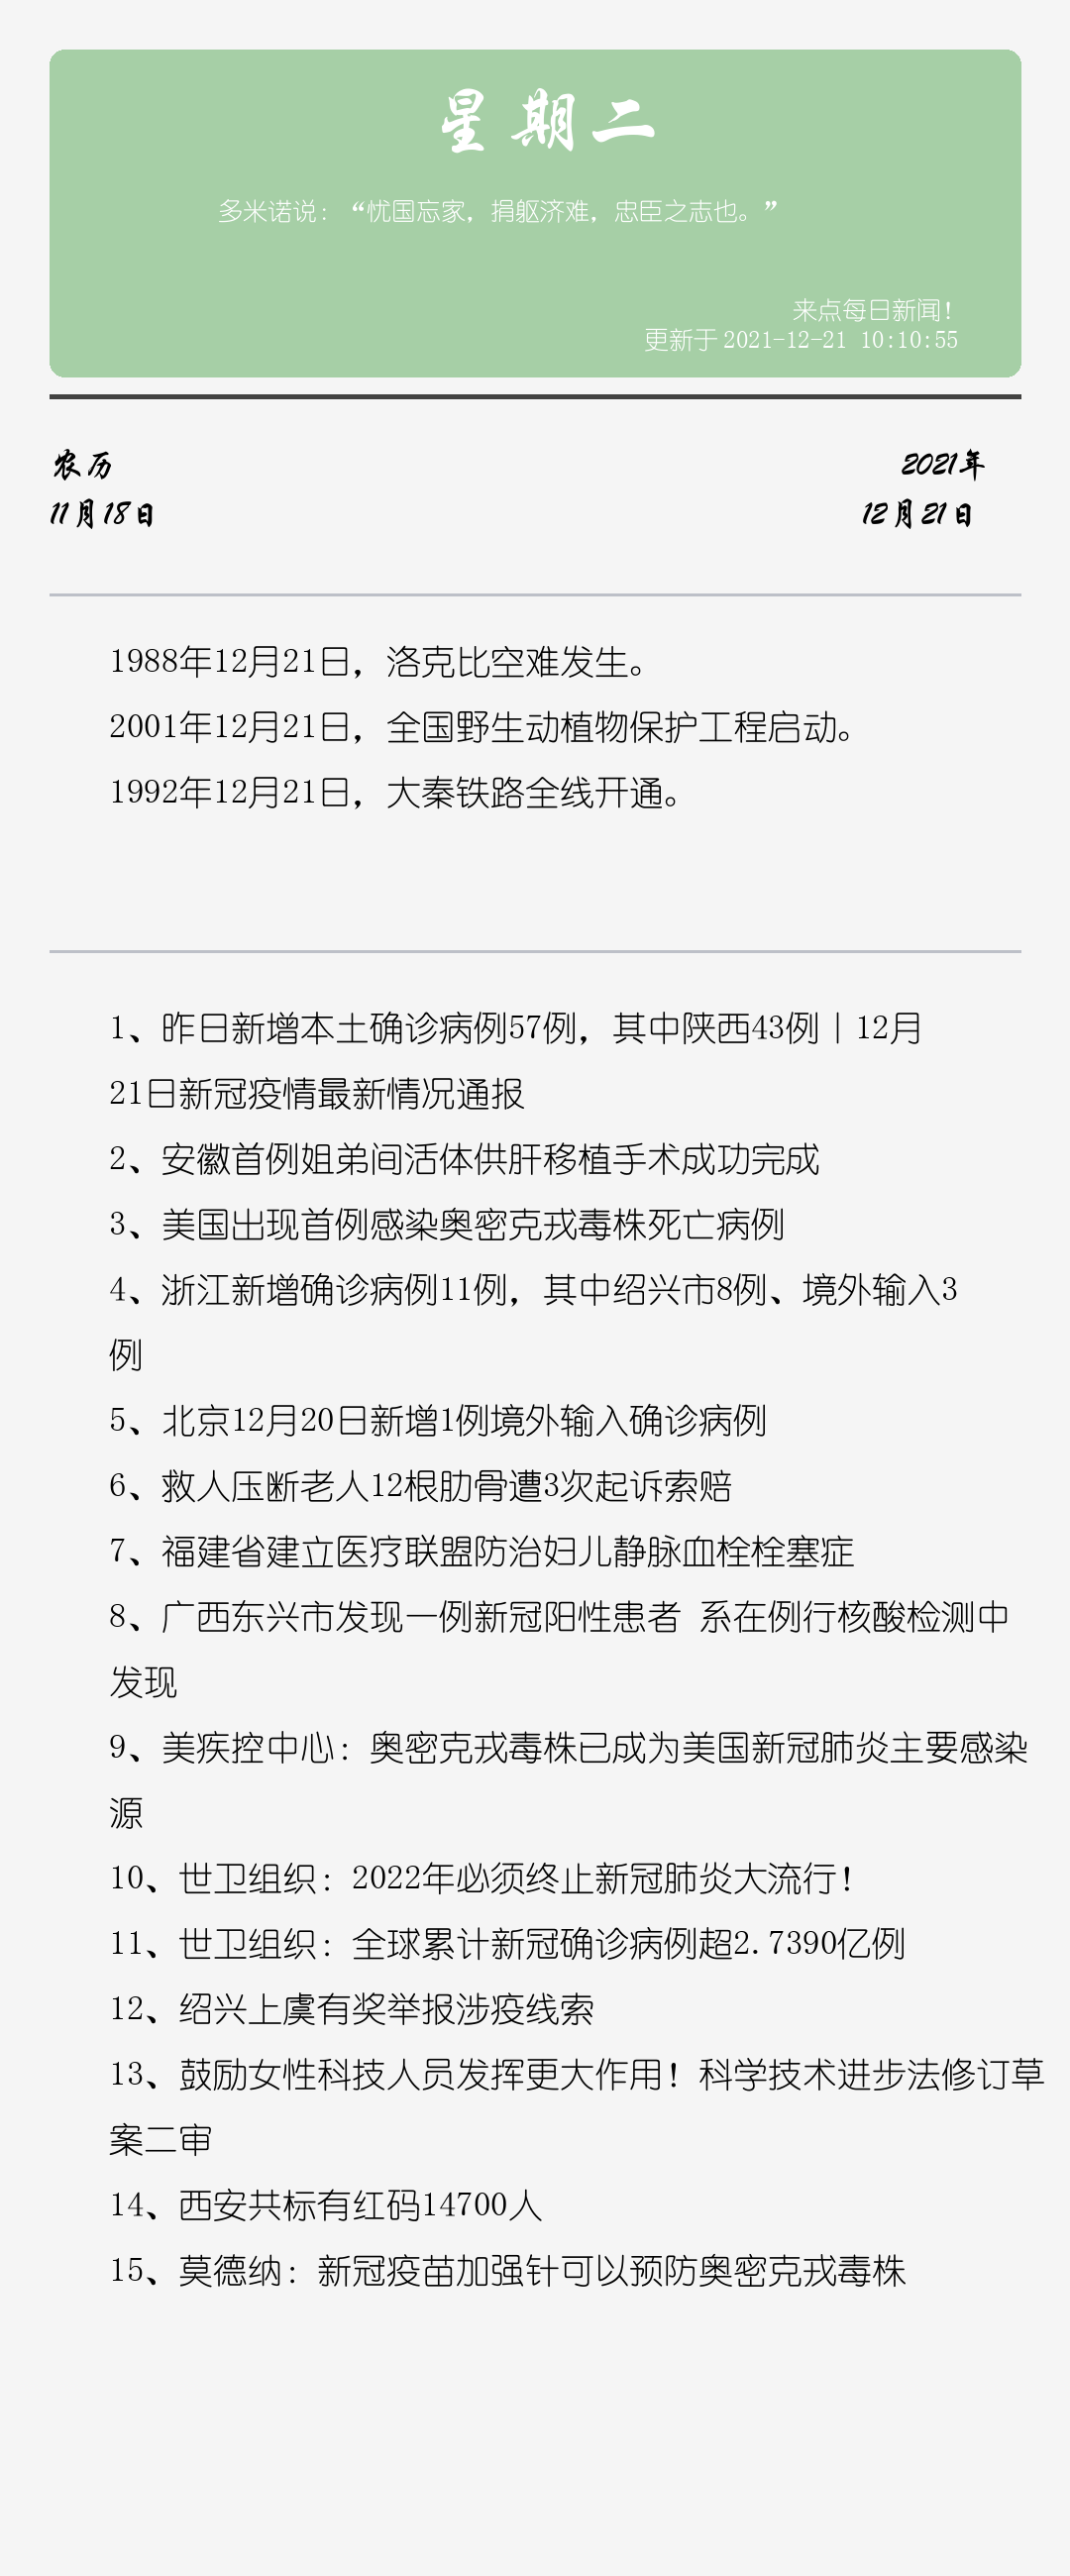 星期二
多米诺说：“忧国忘家，捐躯济难，忠臣之志也。”
来点每日新闻！
更新于 2021-12-21 10:10:55
农历
2021年
11月18日
12月21日
1988年12月21日，洛克比空难发生。
2001年12月21日，全国野生动植物保护工程启动。
1992年12月21日，大秦铁路全线开通。
1、昨日新增本土确诊病例57例，其中陕西43例丨12月
21日新冠疫情最新情况通报
2、安徽首例姐弟间活体供肝移植手术成功完成
3、美国出现首例感染奥密克戎毒株死亡病例
4、浙江新增确诊病例11例，其中绍兴市8例、境外输入3
例
5、北京12月20日新增1例境外输入确诊病例
6、救人压断老人12根肋骨遭3次起诉索赔
7、福建省建立医疗联盟防治妇儿静脉血栓栓塞症
8、广西东兴市发现一例新冠阳性患者 系在例行核酸检测中
发现
9、美疾控中心：奥密克戎毒株已成为美国新冠肺炎主要感染
源
10、世卫组织：2022年必须终止新冠肺炎大流行！
11、世卫组织：全球累计新冠确诊病例超2.7390亿例
12、绍兴上虞有奖举报涉疫线索
13、鼓励女性科技人员发挥更大作用！科学技术进步法修订草
案二审
14、西安共标有红码14700人
15、莫德纳：新冠疫苗加强针可以预防奥密克戎毒株